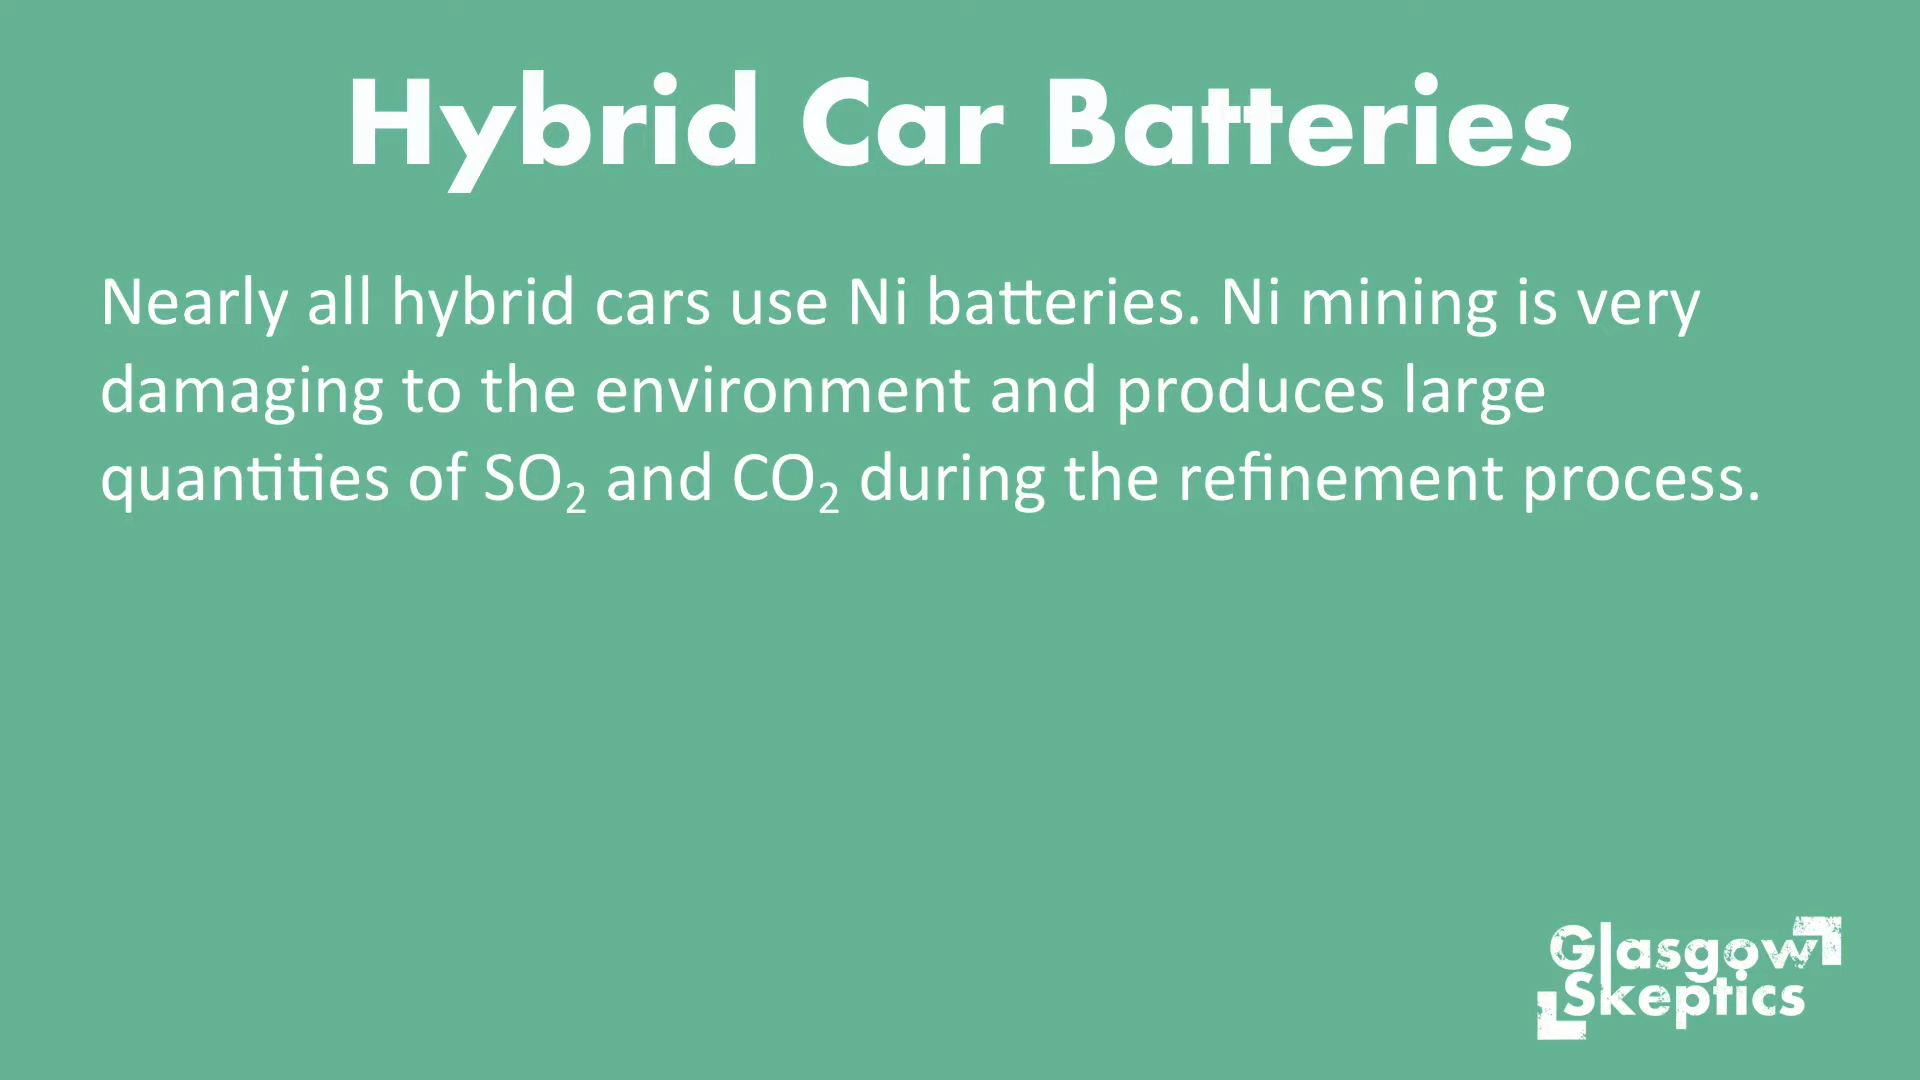 Hybrid Car Batteries
Nearly all hybrid cars use Ni batteries. Ni mining is very
damaging to the environment and produces large
quantities of SO₂ and CO₂ during the refinement process.
Glasgow
Skeptics